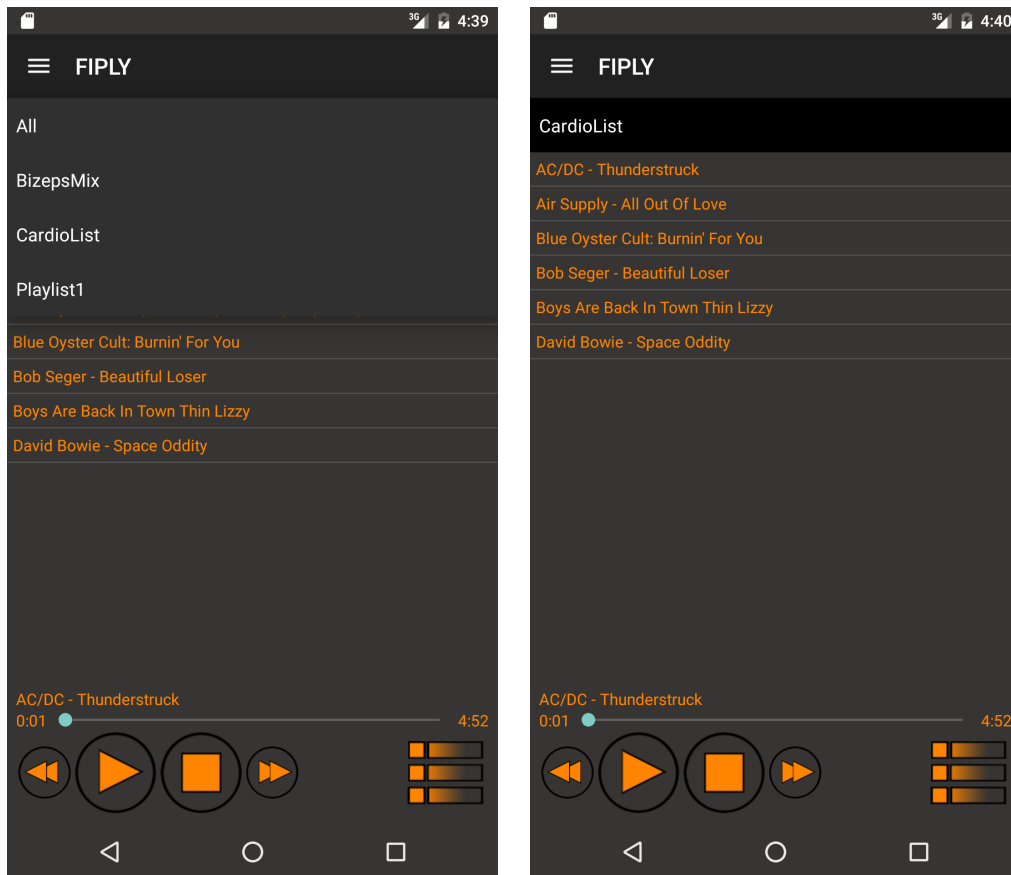 3G 4:39
FIPLY
All
BizepsMix
CardioList
Playlist1
Blue Oyster Cult: Burnin' For You
Bob Seger - Beautiful Loser
Boys Are Back In Town Thin Lizzy
David Bowie - Space Oddity
AC/DC - Thunderstruck
0:01 4:52
3G 4:40
FIPLY
CardioList
AC/DC - Thunderstruck
Air Supply - All Out Of Love
Blue Oyster Cult: Burnin' For You
Bob Seger - Beautiful Loser
Boys Are Back In Town Thin Lizzy
David Bowie - Space Oddity
AC/DC - Thunderstruck
0:01 4:52